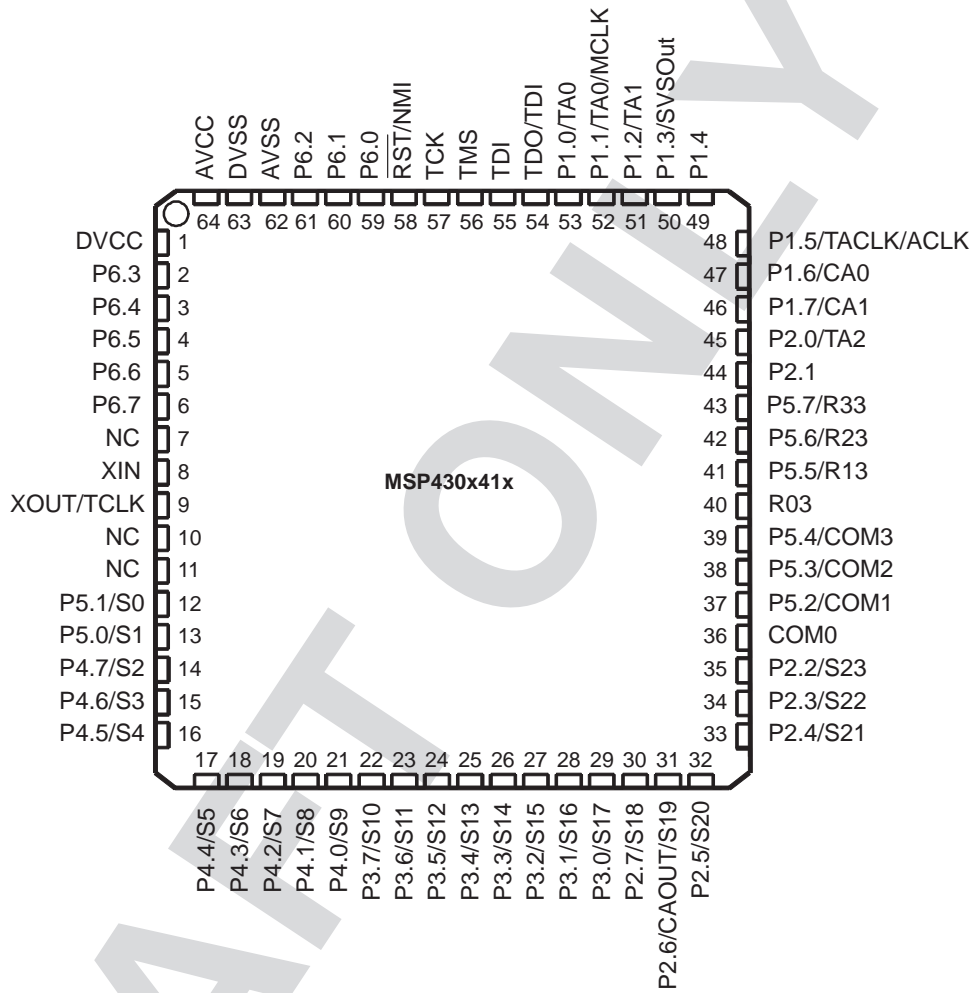 AVCC
DVSS
AVSS
P6.2
P6.1
P6.0
RST/NMI
TCK
TMS
TDI
TDO/TDI
P1.0/TA0
P1.1/TA0/MCLK
P1.2/TA1
P1.3/SVSOut
P1.4
64 63 62 61 60 59 58 57 56 55 54 53 52 51 50 49
DVCC 1
P6.3 2
P6.4 3
P6.5 4
P6.6 5
P6.7 6
NC 7
XIN 8
XOUT/TCLK 9
NC 10
NC 11
P5.1/S0 12
P5.0/S1 13
P4.7/S2 14
P4.6/S3 15
P4.5/S4 16
MSP430x41x
48 P1.5/TACLK/ACLK
47 P1.6/CA0
46 P1.7/CA1
45 P2.0/TA2
44 P2.1
43 P5.7/R33
42 P5.6/R23
41 P5.5/R13
40 R03
39 P5.4/COM3
38 P5.3/COM2
37 P5.2/COM1
36 COM0
35 P2.2/S23
34 P2.3/S22
33 P2.4/S21
17 18 19 20 21 22 23 24 25 26 27 28 29 30 31 32
P4.4/S5
P4.3/S6
P4.2/S7
P4.1/S8
P4.0/S9
P3.7/S10
P3.6/S11
P3.5/S12
P3.4/S13
P3.3/S14
P3.2/S15
P3.1/S16
P3.0/S17
P2.7/S18
P2.6/CAOUT/S19
P2.5/S20
AFT ONLY